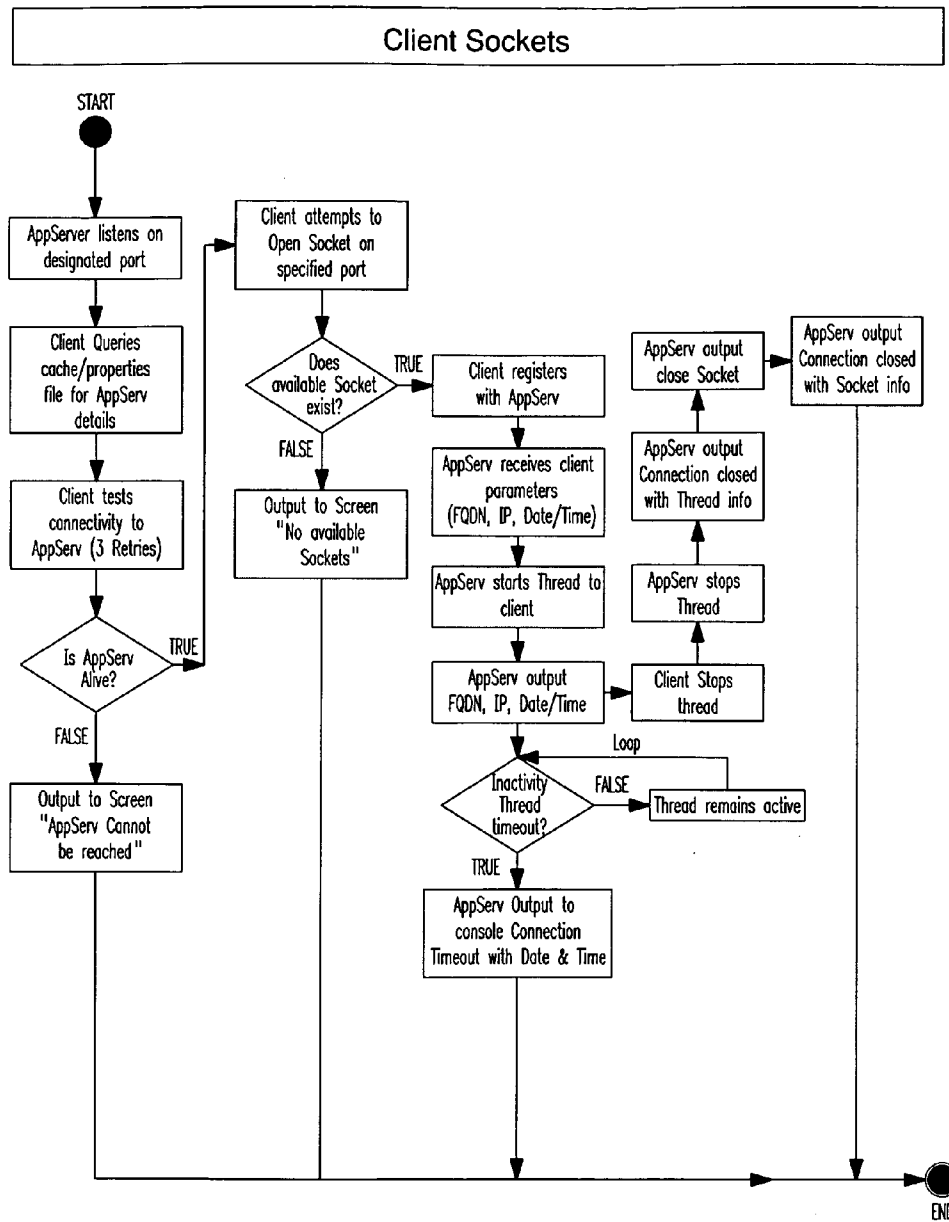 Client Sockets
START
AppServer listens on
designated port
Client Queries
cache/properties
file for AppServ
details
Client tests
connectivity to
AppServ (3 Retries)
Is AppServ
Alive?
TRUE
FALSE
Output to Screen
"AppServ Cannot
be reached"
Client attempts to
Open Socket on
specified port
Does
available Socket
exist?
TRUE
FALSE
Output to Screen
"No available
Sockets"
Client registers
with AppServ
AppServ receives client
parameters
(FQDN, IP, Date/Time)
AppServ starts Thread to
client
AppServ output
FQDN, IP, Date/Time
Inactivity
Thread
timeout?
FALSE
Thread remains active
Loop
TRUE
AppServ Output to
console Connection
Timeout with Date & Time
Client Stops
thread
AppServ stops
Thread
AppServ output
Connection closed
with Thread info
AppServ output
close Socket
AppServ output
Connection closed
with Socket info